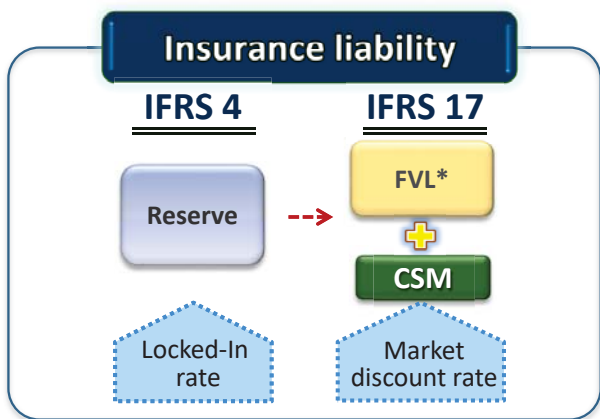 Insurance liability
IFRS 4
IFRS 17
Reserve
FVL*
CSM
Locked-In
rate
Market
discount rate